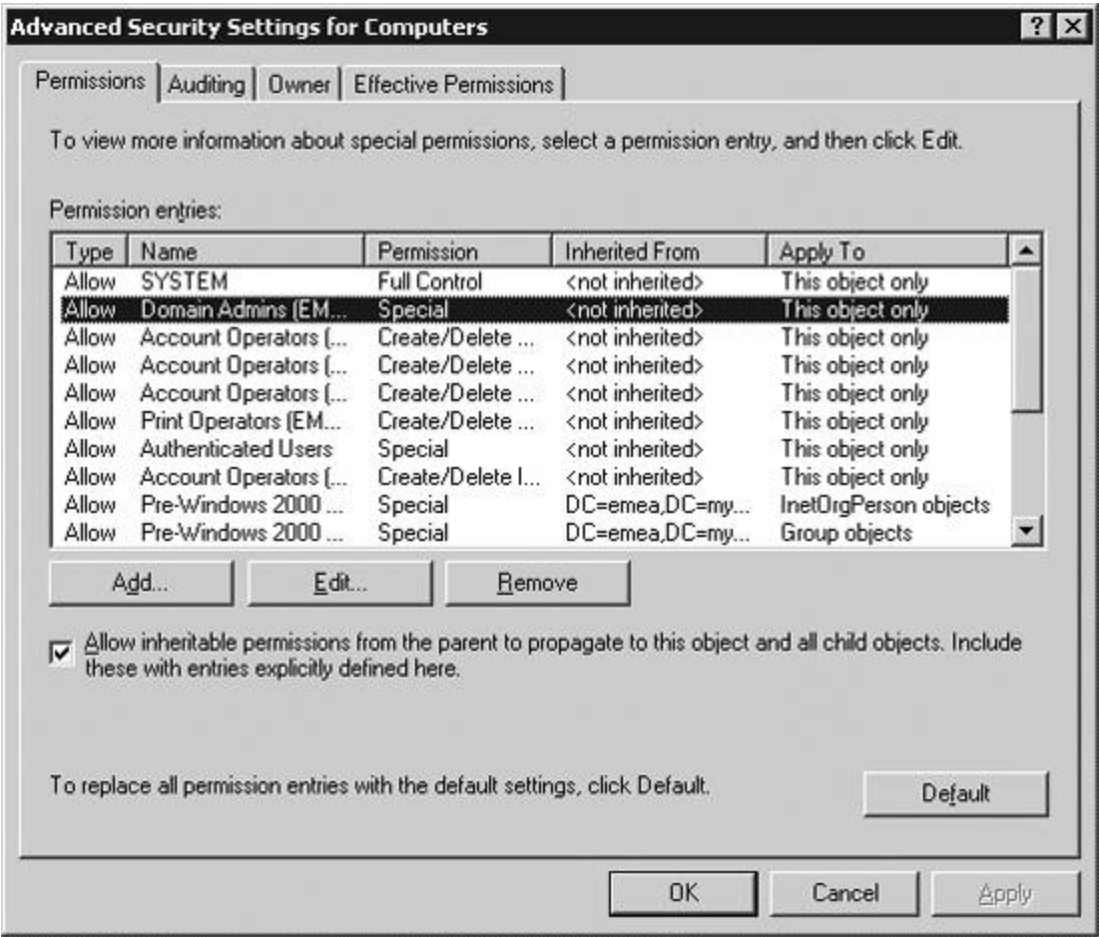 Advanced Security Settings for Computers
Permissions Auditing Owner Effective Permissions
To view more information about special permissions, select a permission entry, and then click Edit.
Permission entries:
Type Name Permission Inherited From Apply To
Allow SYSTEM Full Control <not inherited> This object only
Allow Domain Admins (EM... Special <not inherited> This object only
Allow Account Operators (... Create/Delete ... <not inherited> This object only
Allow Account Operators (... Create/Delete ... <not inherited> This object only
Allow Account Operators (... Create/Delete ... <not inherited> This object only
Allow Print Operators (EM... Create/Delete ... <not inherited> This object only
Allow Authenticated Users Special <not inherited> This object only
Allow Account Operators (... Create/Delete I... <not inherited> This object only
Allow Pre-Windows 2000 ... Special DC=emea,DC=my... InetOrgPerson objects
Allow Pre-Windows 2000 ... Special DC=emea,DC=my... Group objects
Add... Edit... Remove
Allow inheritable permissions from the parent to propagate to this object and all child objects. Include
these with entries explicitly defined here.
To replace all permission entries with the default settings, click Default.
Default
OK Cancel Apply